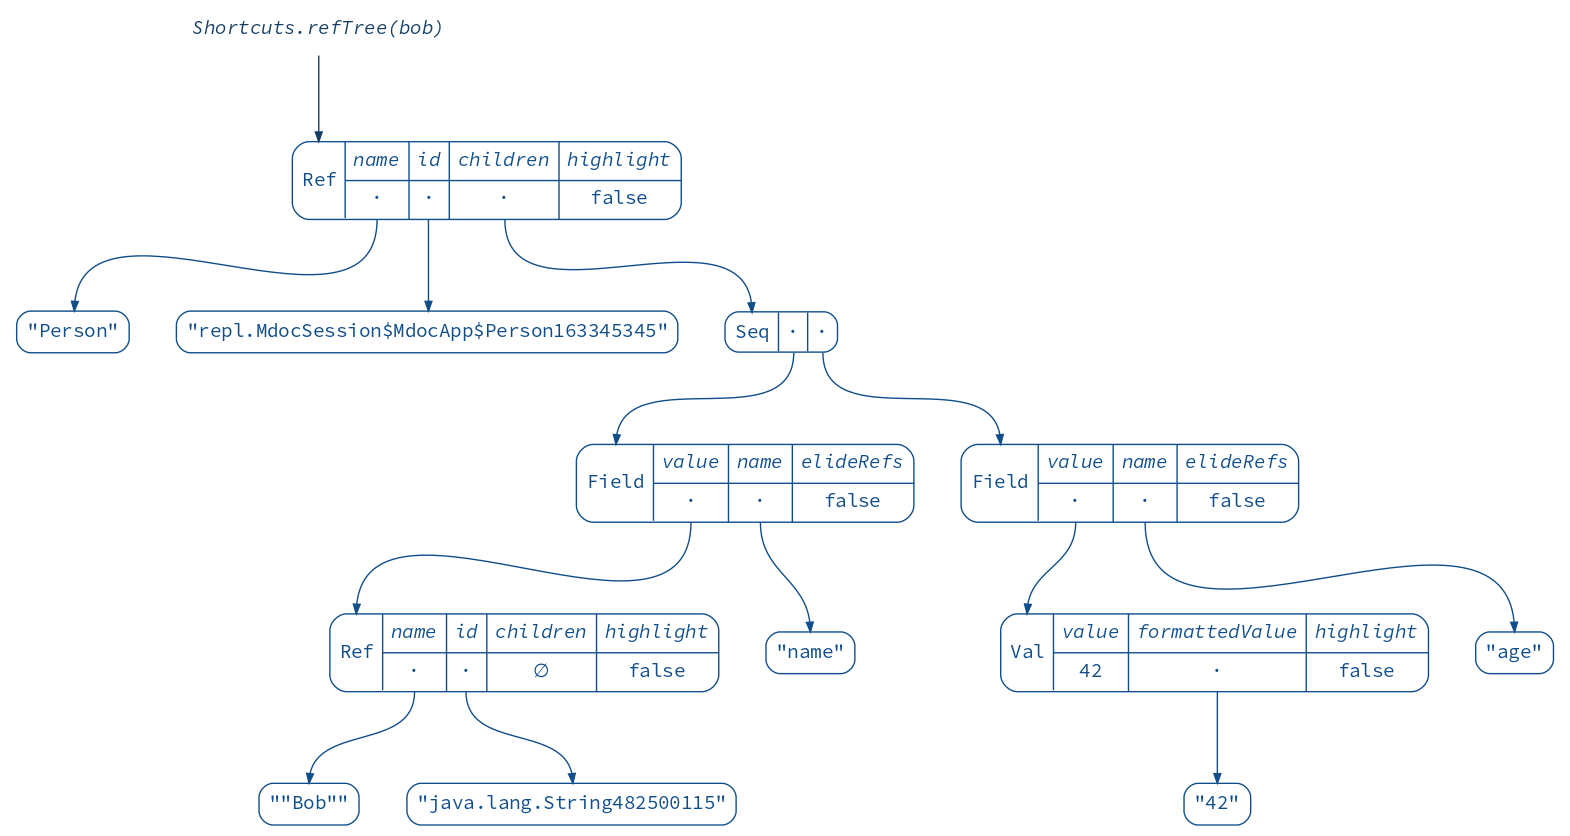 Shortcuts.refTree(bob)
Ref name id children highlight
· · · false
"Person" "repl.MdocSession$MdocApp$Person163345345" Seq · ·
Field value name elideRefs Field value name elideRefs
· · false · · false
Ref name id children highlight "name" Val value formattedValue highlight "age"
· · ∅ false 42 · false
""Bob"" "java.lang.String482500115" "42"